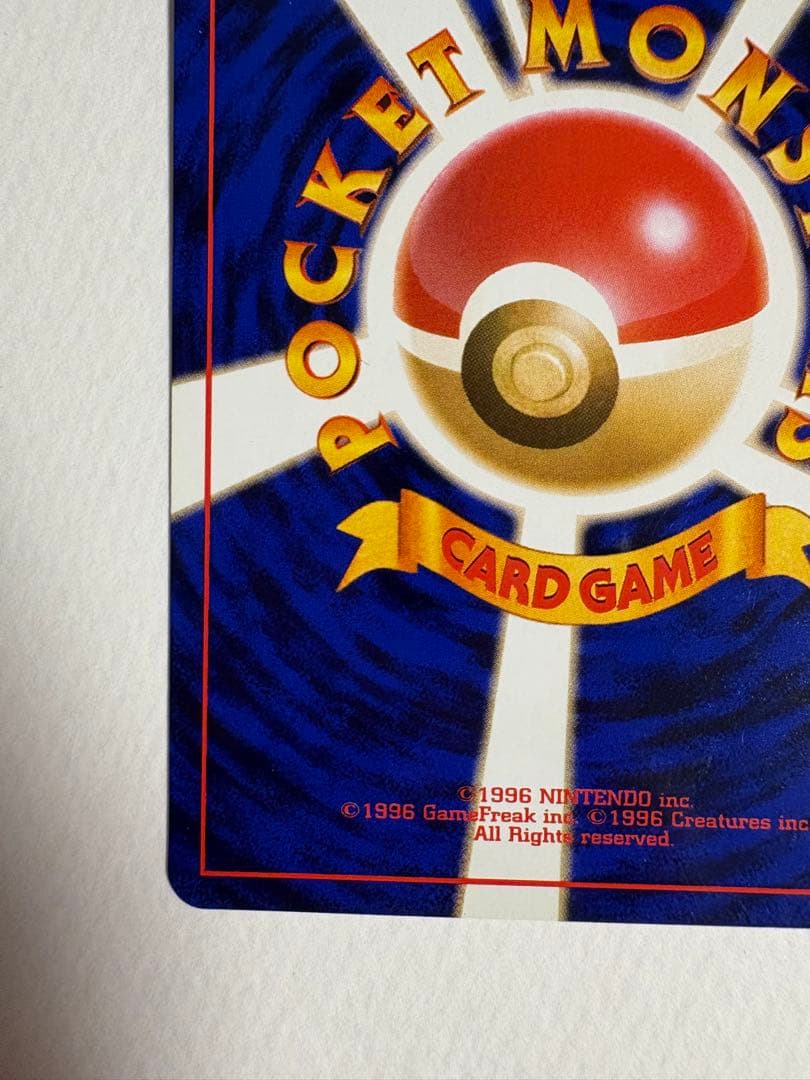 POCKET MONS
CARD GAME
©1996 NINTENDO inc.
©1996 GameFreak inc. ©1996 Creatures inc
All Rights reserved.